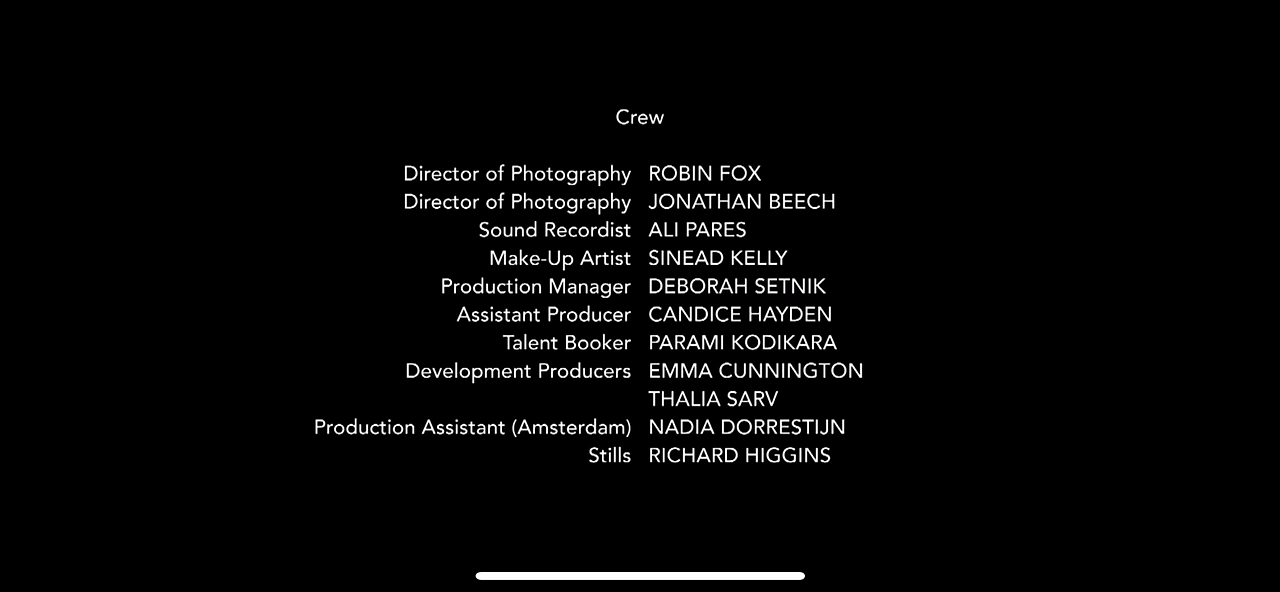 Crew
Director of Photography ROBIN FOX
Director of Photography JONATHAN BEECH
Sound Recordist ALI PARES
Make-Up Artist SINEAD KELLY
Production Manager DEBORAH SETNIK
Assistant Producer CANDICE HAYDEN
Talent Booker PARAMI KODIKARA
Development Producers EMMA CUNNINGTON
THALIA SARV
Production Assistant (Amsterdam) NADIA DORRESTIJN
Stills RICHARD HIGGINS